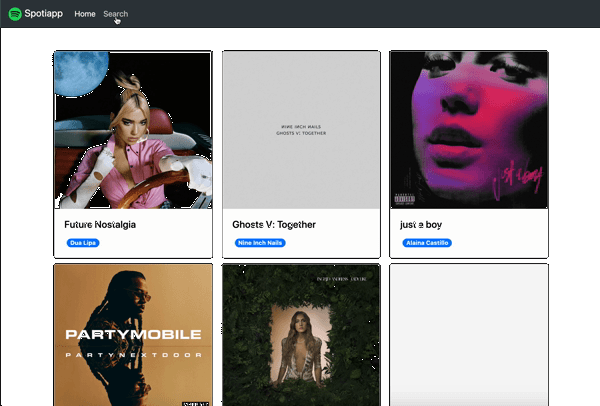 Spotiapp Home Search
NINE INCH NAILS
GHOSTS V: TOGETHER
just a boy
Future Nostalgia
Dua Lipa
Ghosts V: Together
Nine Inch Nails
just a boy
Alaina Castillo
PARTYMOBILE
PARTYNEXTDOOR